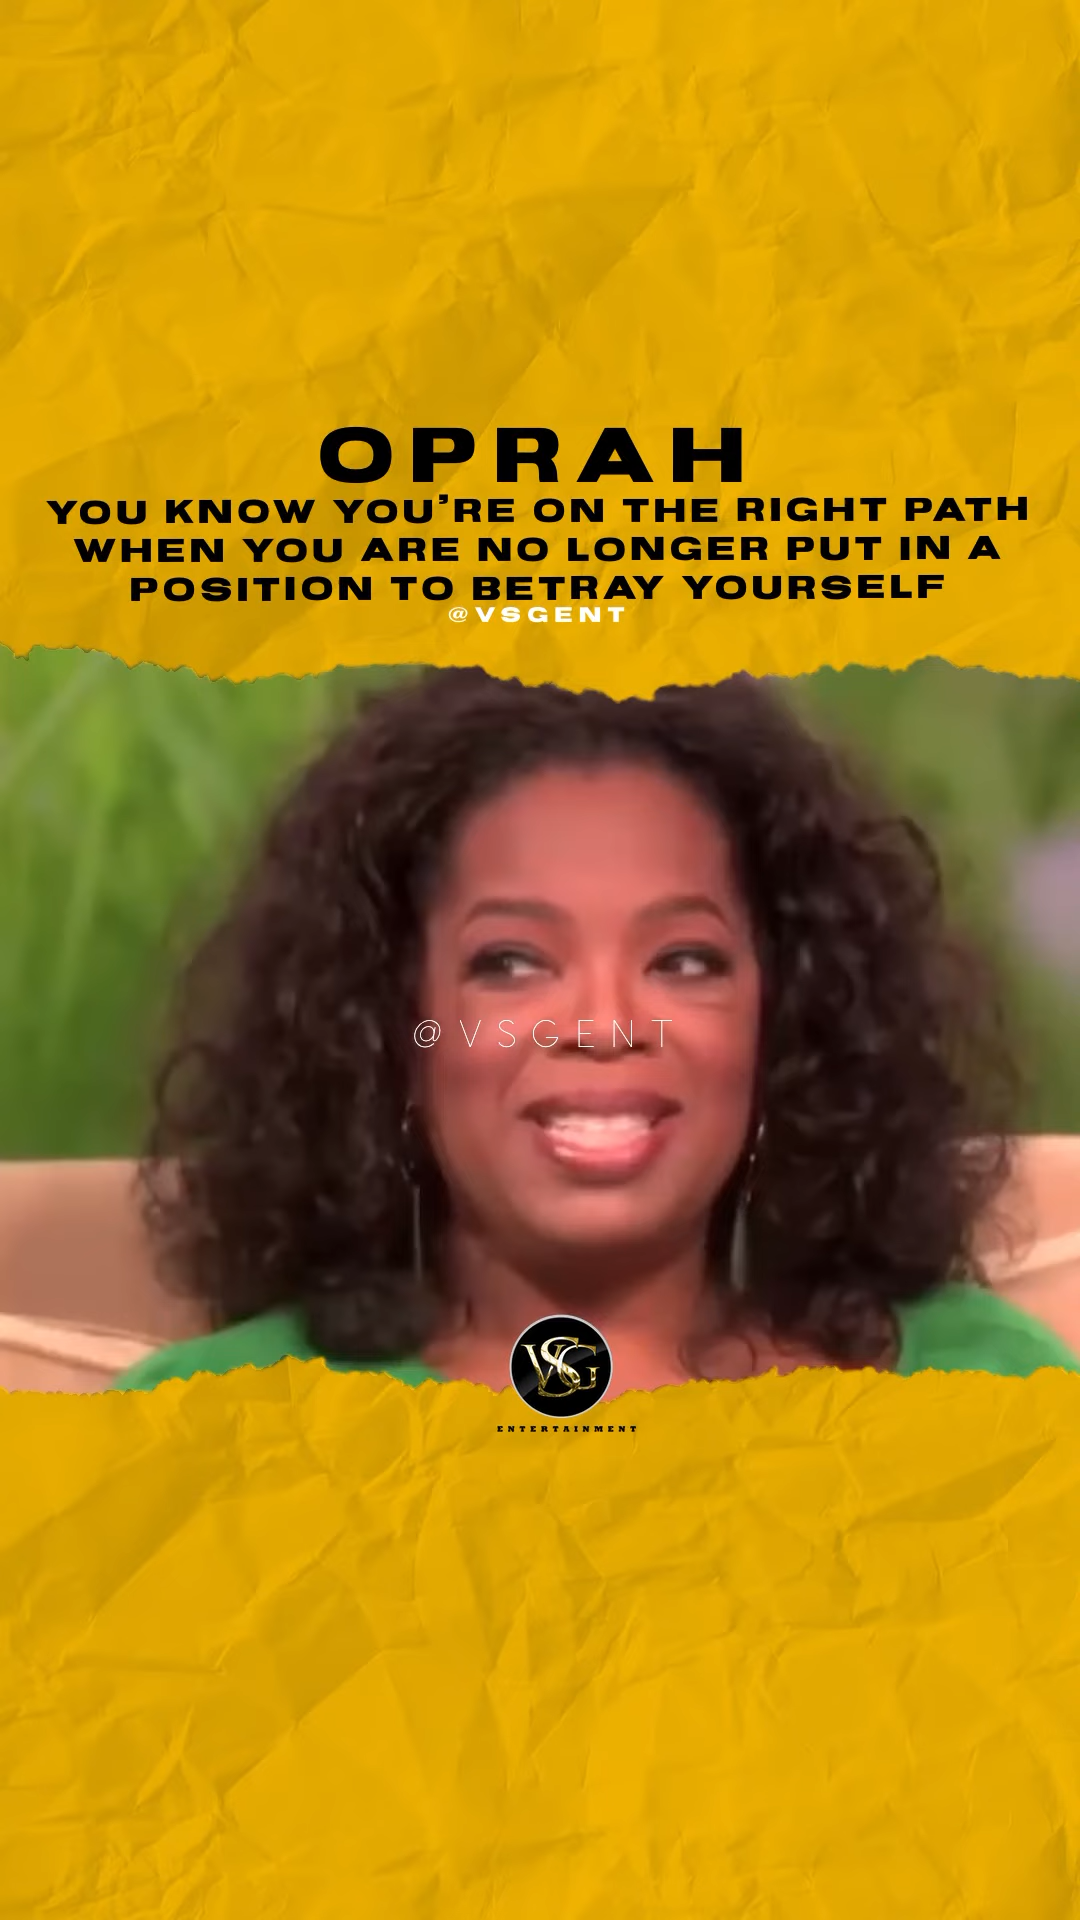 OPRAH
YOU KNOW YOU'RE ON THE RIGHT PATH
WHEN YOU ARE NO LONGER PUT IN A
POSITION TO BETRAY YOURSELF
@VSGENT
@VSGENT
VSG
ENTERTAINMENT